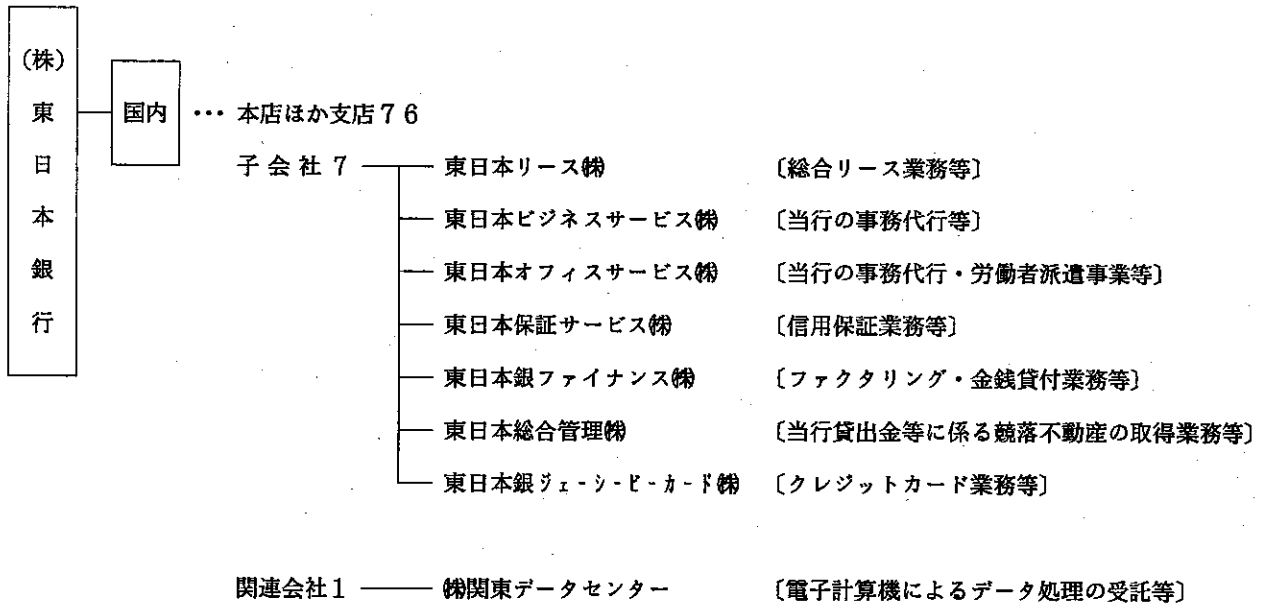 (株)東日本銀行
国内 … 本店ほか支店76
子会社7
東日本リース㈱ 〔総合リース業務等〕
東日本ビジネスサービス㈱ 〔当行の事務代行等〕
東日本オフィスサービス㈱ 〔当行の事務代行・労働者派遣事業等〕
東日本保証サービス㈱ 〔信用保証業務等〕
東日本銀ファイナンス㈱ 〔ファクタリング・金銭貸付業務等〕
東日本総合管理㈱ 〔当行貸出金等に係る競落不動産の取得業務等〕
東日本銀ジェーシービーカード㈱ 〔クレジットカード業務等〕
関連会社1 ㈱関東データセンター 〔電子計算機によるデータ処理の受託等〕